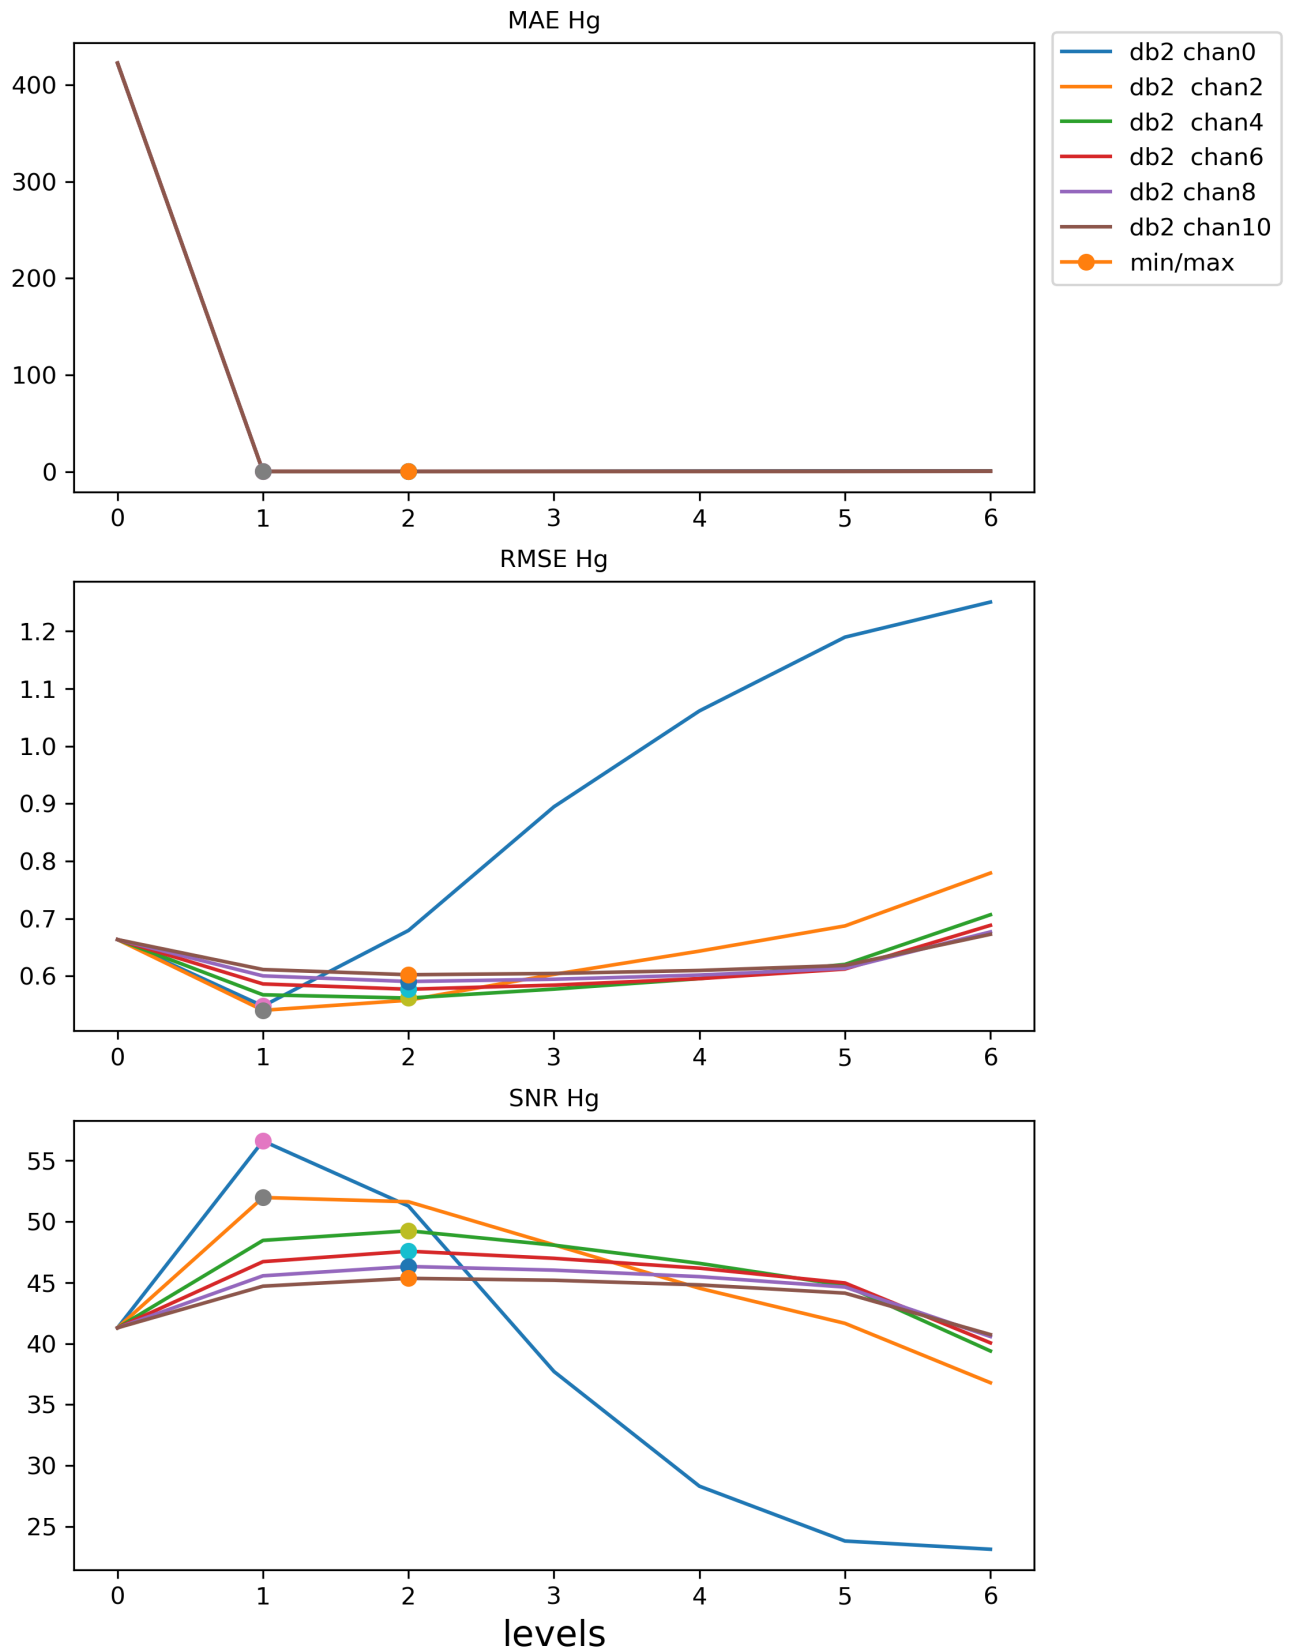 MAE Hg
400
300
200
100
0
0 1 2 3 4 5 6
db2 chan0
db2  chan2
db2  chan4
db2  chan6
db2 chan8
db2 chan10
min/max
RMSE Hg
1.2
1.1
1.0
0.9
0.8
0.7
0.6
0 1 2 3 4 5 6
SNR Hg
55
50
45
40
35
30
25
0 1 2 3 4 5 6
levels